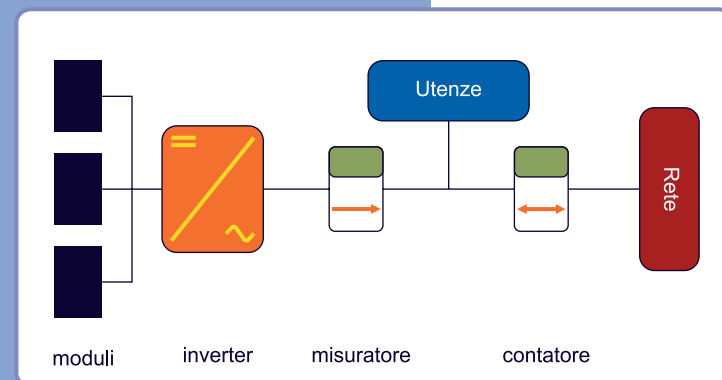 Utenze
Rete
moduli
inverter
misuratore
contatore